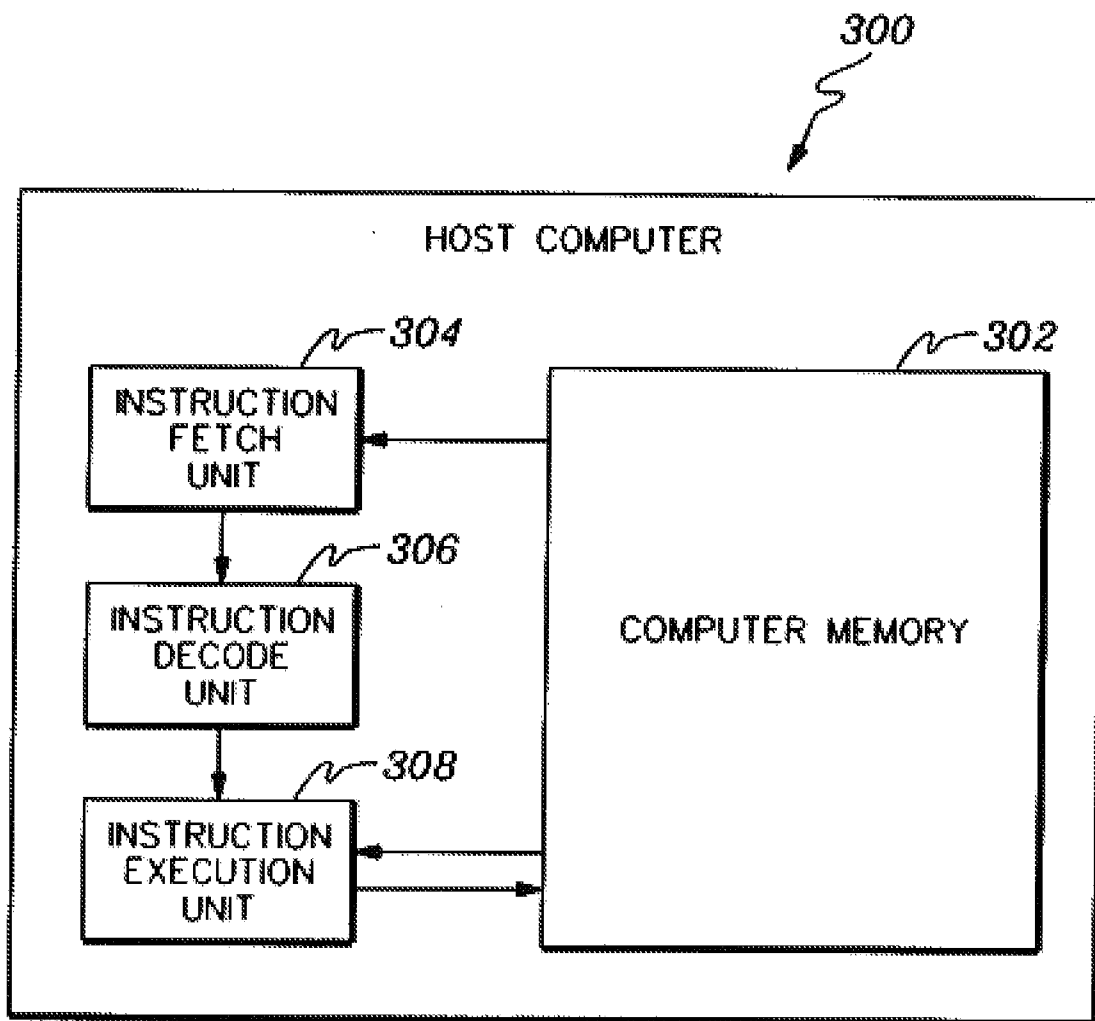 300
HOST COMPUTER
304
302
INSTRUCTION
FETCH
UNIT
306
INSTRUCTION
DECODE
UNIT
COMPUTER MEMORY
308
INSTRUCTION
EXECUTION
UNIT